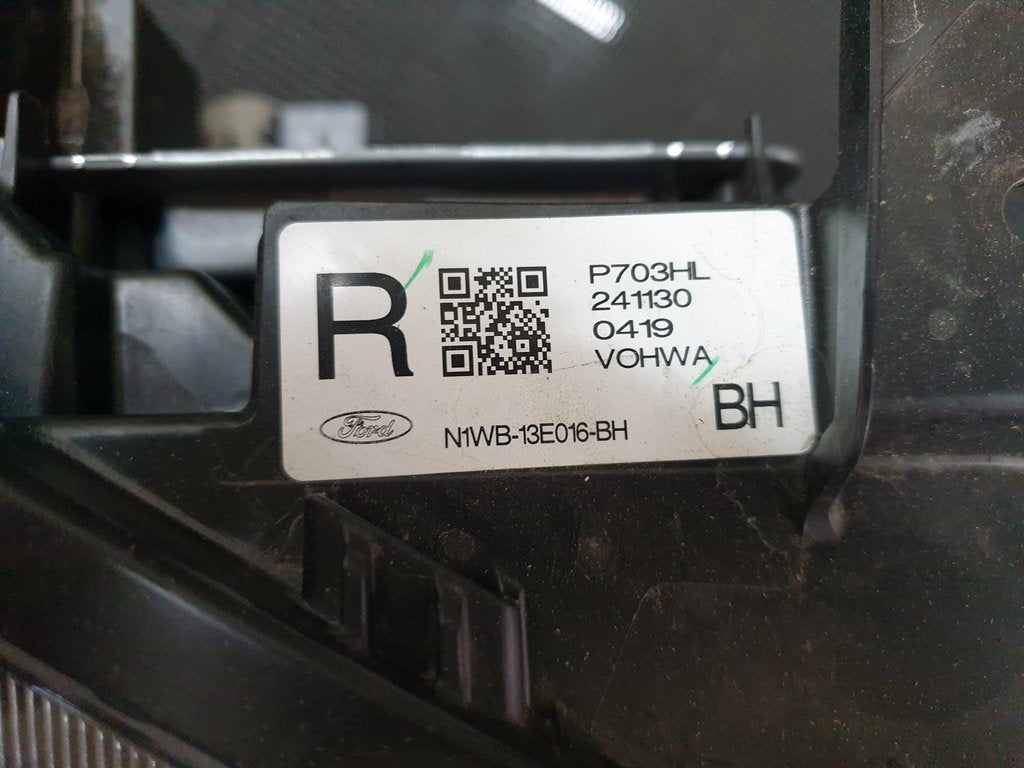 R
P703HL
241130
0419
VOHWA
BH
Ford
N1WB-13E016-BH